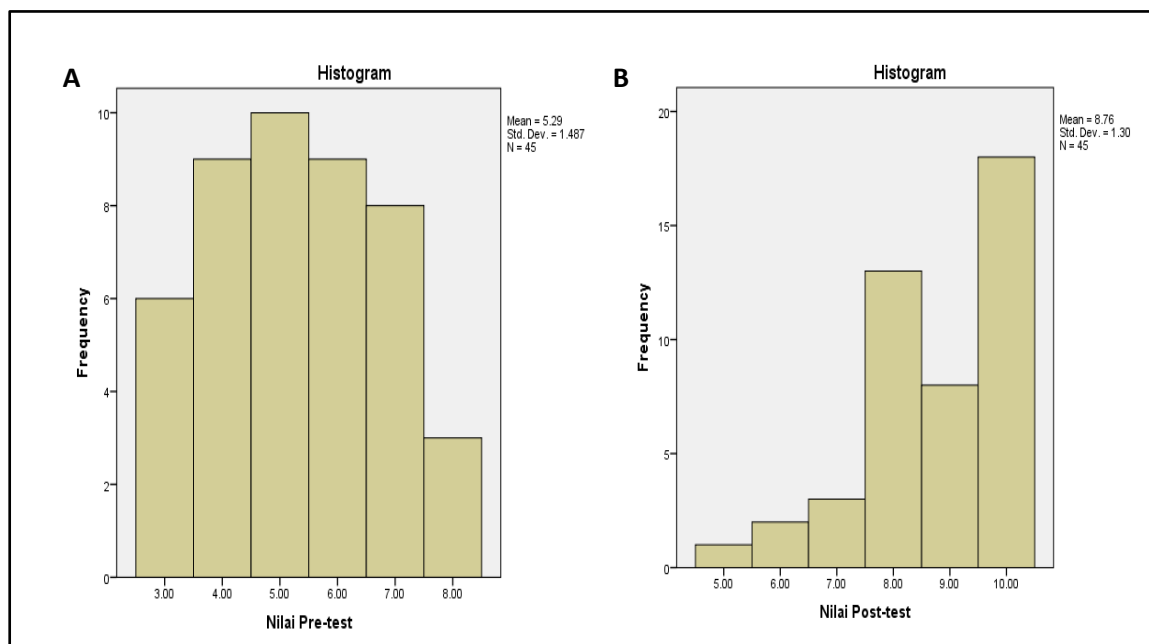 A
Histogram
Mean = 5.29
Std. Dev. = 1.487
N = 45
10
8
6
4
2
0
Frequency
3.00 4.00 5.00 6.00 7.00 8.00
Nilai Pre-test
B
Histogram
Mean = 8.76
Std. Dev. = 1.30
N = 45
20
15
10
5
0
Frequency
5.00 6.00 7.00 8.00 9.00 10.00
Nilai Post-test